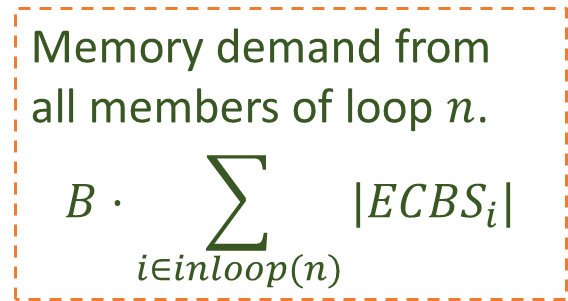 Memory demand from
all members of loop n.
B · ∑ |ECBS_i|
i∈inloop(n)